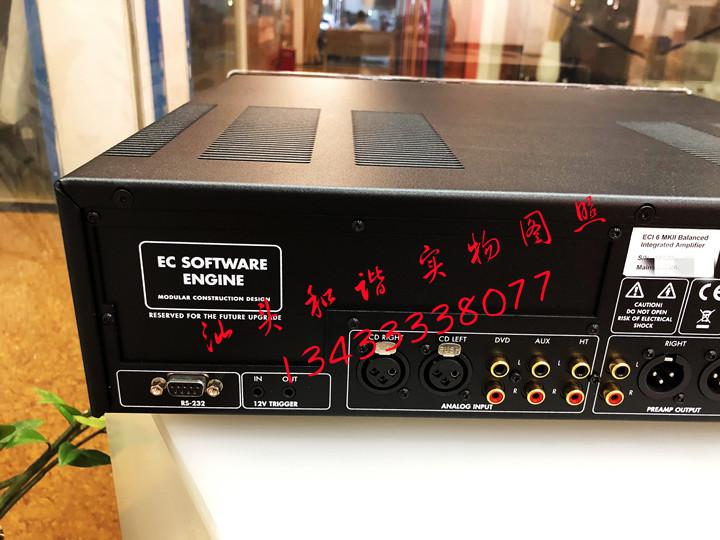 EC SOFTWARE
ENGINE
MODULAR CONSTRUCTION DESIGN
RESERVED FOR THE FUTURE UPGRADE
汕头和谐实物图照
13433338077
ECI 6 MKII Balanced
Integrated Amplifier
CAUTION!
DO NOT OPEN
RISK OF ELECTRICAL
SHOCK
CE
RS-232
IN OUT
12V TRIGGER
CD RIGHT CD LEFT DVD AUX HT
L L L
R R R
ANALOG INPUT
RIGHT
L
R
PREAMP OUTPUT